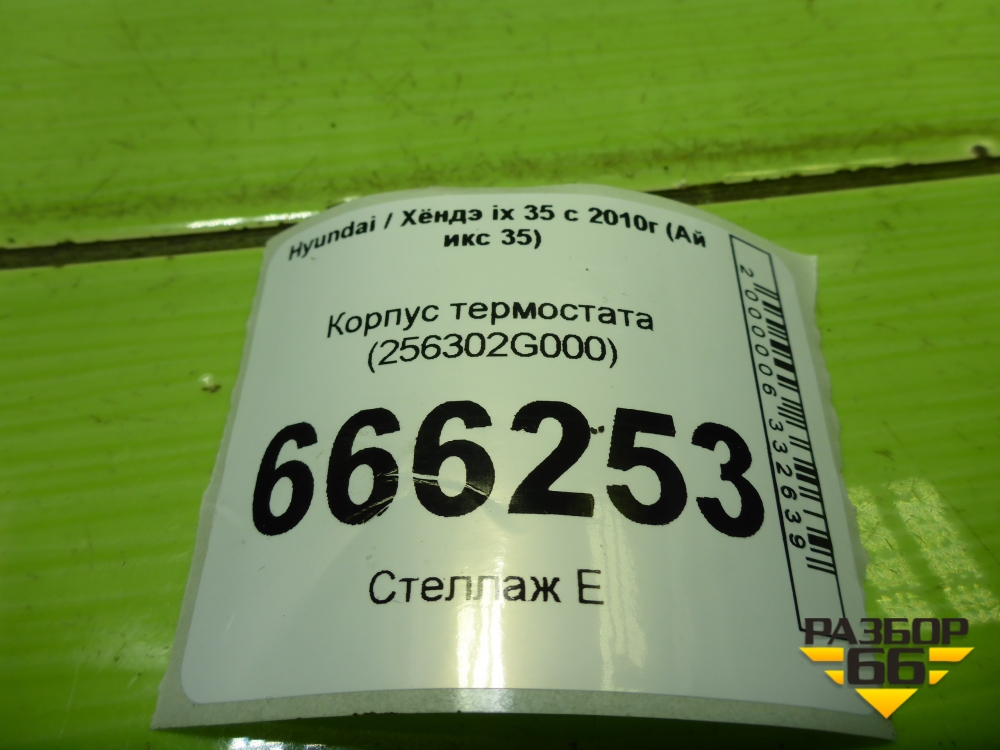 Hyundai / Хёндэ ix 35 с 2010г (Ай
икс 35)
Корпус термостата
(256302G000)
666253
Стеллаж Е
2000006332639
РАЗБОР
66